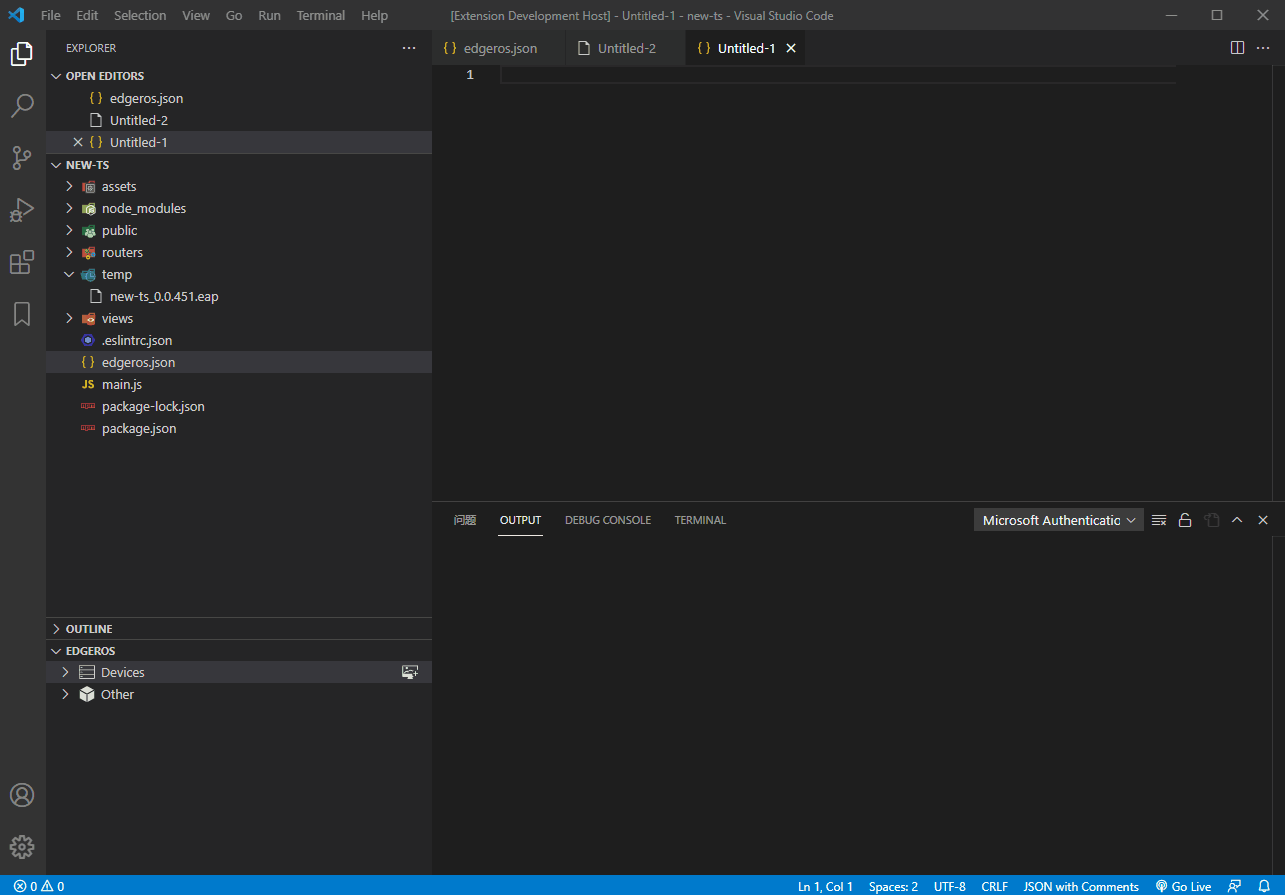 File Edit Selection View Go Run Terminal Help [Extension Development Host] - Untitled-1 - new-ts - Visual Studio Code
EXPLORER
{ } edgeros.json Untitled-2 { } Untitled-1
OPEN EDITORS
{ } edgeros.json
Untitled-2
{ } Untitled-1
NEW-TS
assets
node_modules
public
routers
temp
new-ts_0.0.451.eap
views
.eslintrc.json
{ } edgeros.json
JS main.js
package-lock.json
package.json
OUTLINE
EDGEROS
Devices
Other
1
问题 OUTPUT DEBUG CONSOLE TERMINAL Microsoft Authenticatic
0 0 Ln 1, Col 1 Spaces: 2 UTF-8 CRLF JSON with Comments Go Live